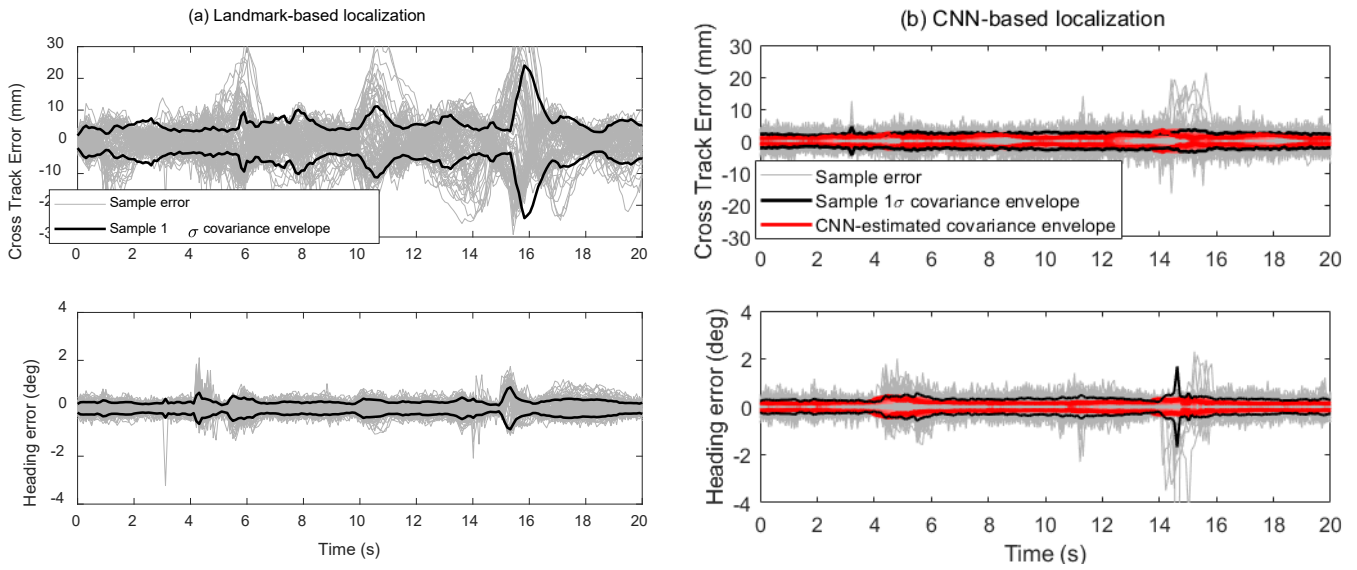 (a) Landmark-based localization
Cross Track Error (mm)
30
20
10
0
-10
Sample error
Sample 1 σ covariance envelope
0 2 4 6 8 10 12 14 16 18 20
Heading error (deg)
4
2
0
-2
-4
0 2 4 6 8 10 12 14 16 18 20
Time (s)
(b) CNN-based localization
Cross Track Error (mm)
30
20
10
0
-10
-20
-30
Sample error
Sample 1σ covariance envelope
CNN-estimated covariance envelope
0 2 4 6 8 10 12 14 16 18 20
Heading error (deg)
4
2
0
-2
-4
0 2 4 6 8 10 12 14 16 18 20
Time (s)